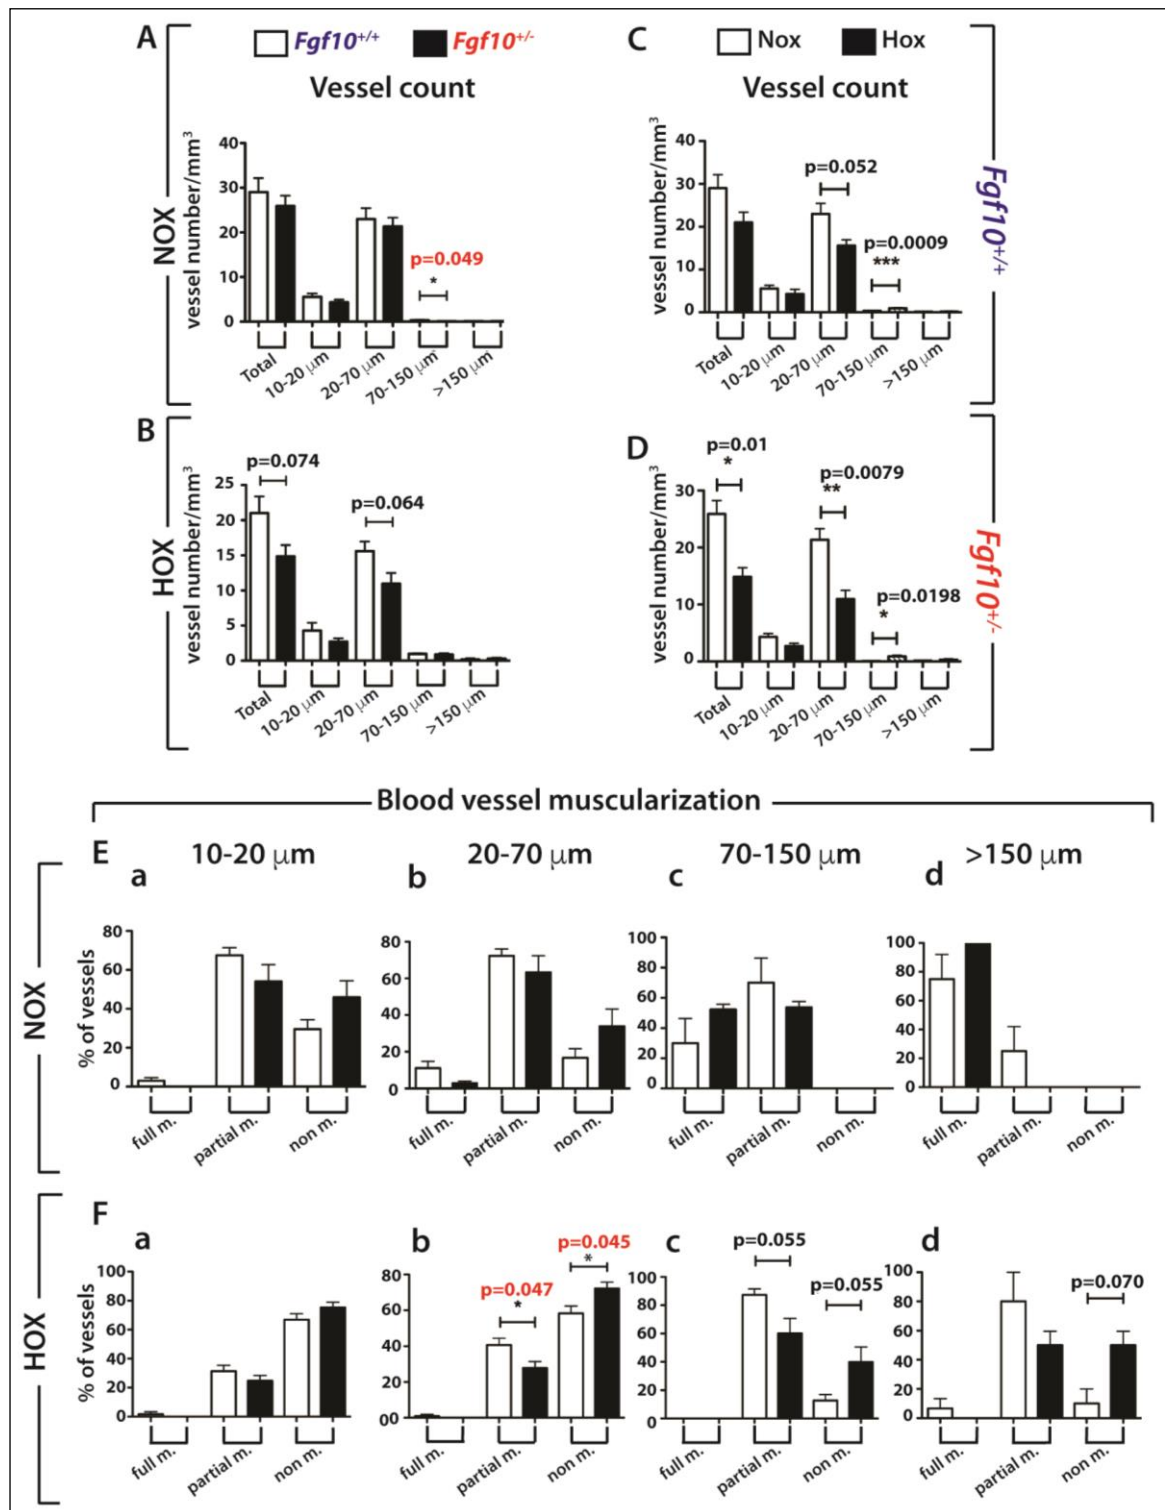 A
Fgf10+/+
Fgf10+/-
Vessel count
NOX
vessel number/mm3
40
30
20
10
0
p=0.049
*
Total
10-20 μm
20-70 μm
70-150 μm
>150 μm
C
Nox
Hox
Vessel count
Fgf10+/+
vessel number/mm3
40
30
20
10
0
p=0.052
p=0.0009
***
Total
10-20 μm
20-70 μm
70-150 μm
>150 μm
B
HOX
vessel number/mm3
25
20
15
10
5
0
p=0.074
p=0.064
Total
10-20 μm
20-70 μm
70-150 μm
>150 μm
D
Fgf10+/-
vessel number/mm3
30
20
10
0
p=0.01
*
p=0.0079
**
p=0.0198
*
Total
10-20 μm
20-70 μm
70-150 μm
>150 μm
Blood vessel muscularization
E
NOX
10-20 μm
20-70 μm
70-150 μm
>150 μm
a
% of vessels
80
60
40
20
0
full m.
partial m.
non m.
b
80
60
40
20
0
full m.
partial m.
non m.
c
100
80
60
40
20
0
full m.
partial m.
non m.
d
100
80
60
40
20
0
full m.
partial m.
non m.
F
HOX
a
% of vessels
100
80
60
40
20
0
full m.
partial m.
non m.
b
80
60
40
20
00
p=0.047
*
p=0.045
*
full m.
partial m.
non m.
c
100
80
60
40
20
0
p=0.055
p=0.055
full m.
partial m.
non m.
d
100
80
60
40
20
0
p=0.070
full m.
partial m.
non m.